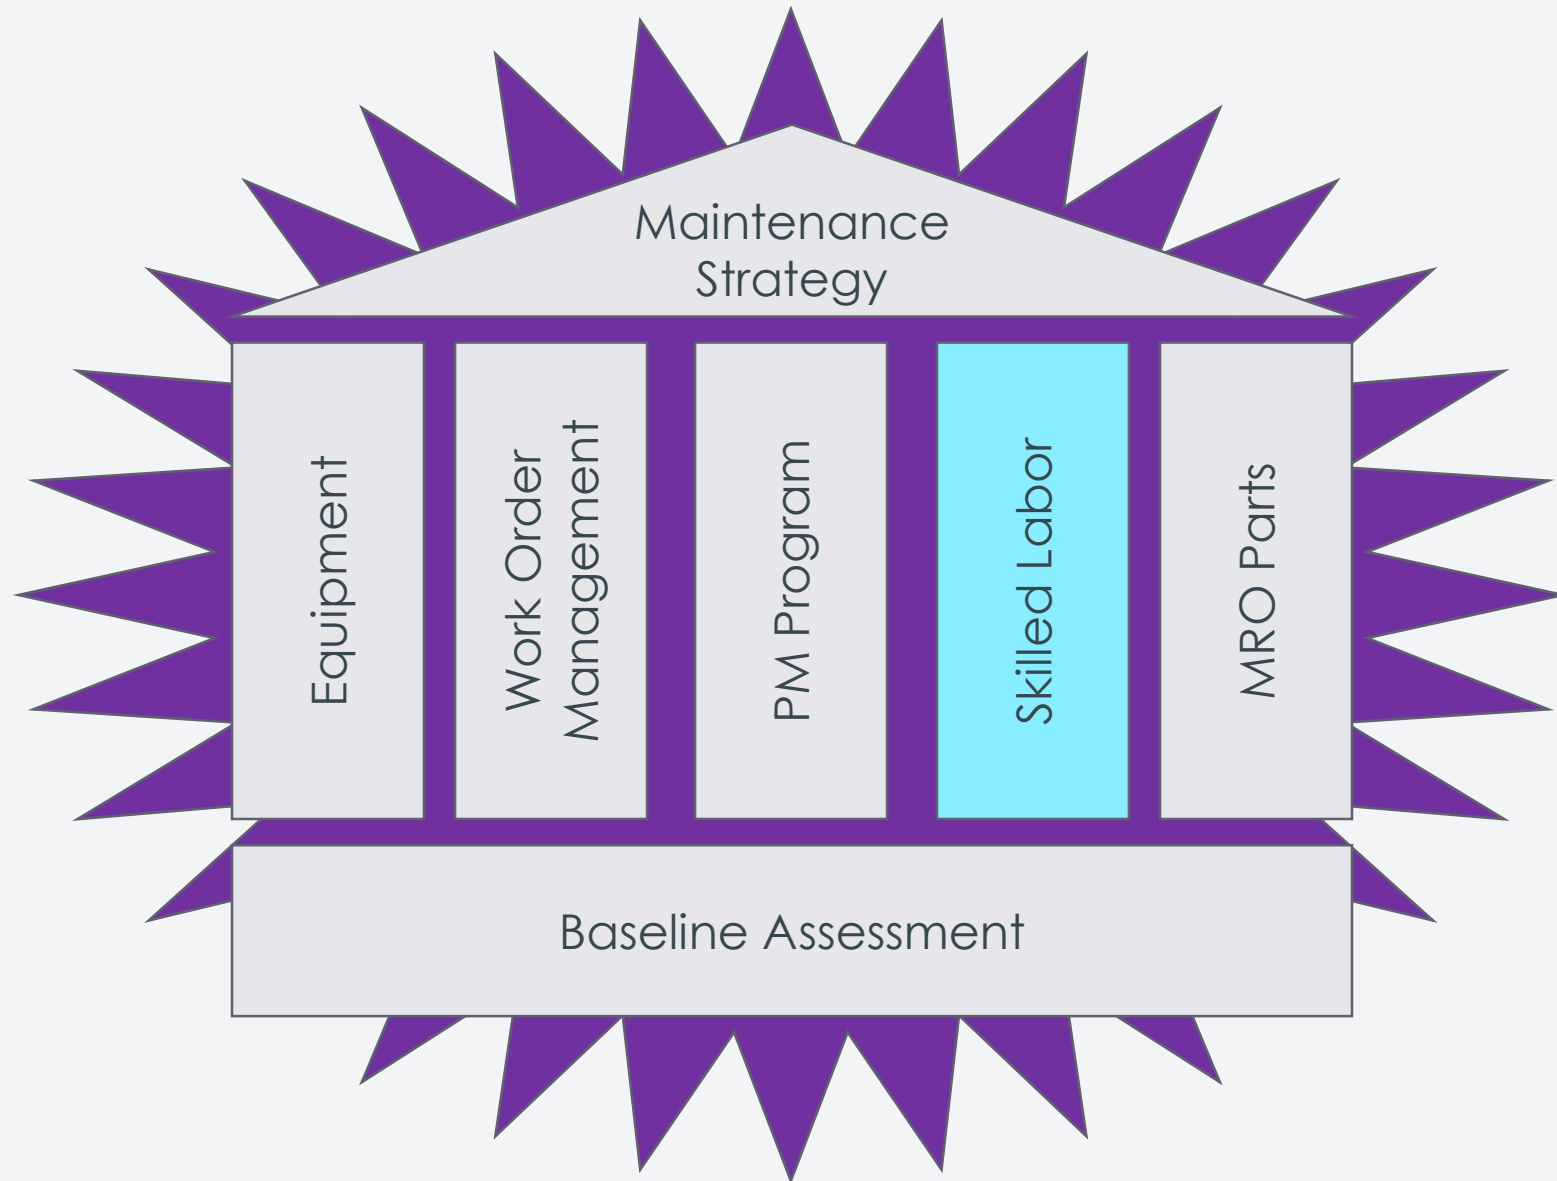 Maintenance
Strategy
Equipment
Work Order
Management
PM Program
Skilled Labor
MRO Parts
Baseline Assessment